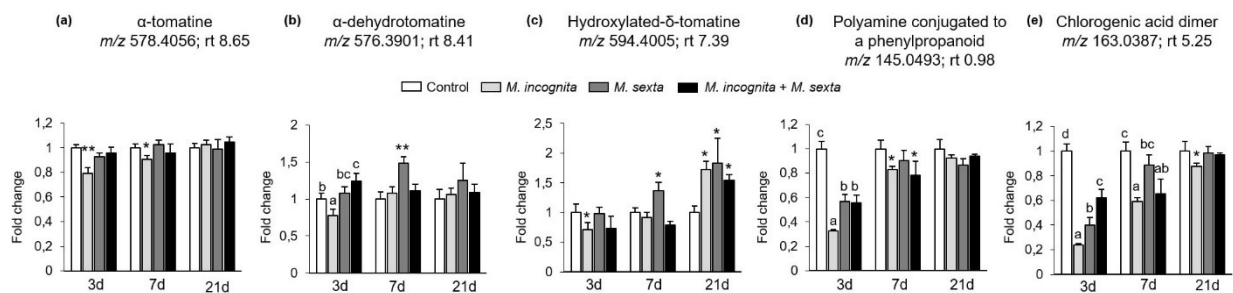 (a) α-tomatine
m/z 578.4056; rt 8.65
(b) α-dehydrotomatine
m/z 576.3901; rt 8.41
(c) Hydroxylated-δ-tomatine
m/z 594.4005; rt 7.39
(d) Polyamine conjugated to
a phenylpropanoid
m/z 145.0493; rt 0.98
(e) Chlorogenic acid dimer
m/z 163.0387; rt 5.25
Control M. incognita M. sexta M. incognita + M. sexta
Fold change
1,2
1
0,8
0,6
0,4
0,2
0
** *
3d 7d 21d
Fold change
2
1,5
1
0,5
0
b a bc c **
3d 7d 21d
Fold change
2,5
2
1,5
1
0,5
0
* * * * *
3d 7d 21d
Fold change
1,2
1
0,8
0,6
0,4
0,2
0
c a b b * *
3d 7d 21d
Fold change
1,2
1
0,8
0,6
0,4
0,2
0
d a b c c a bc ab *
3d 7d 21d